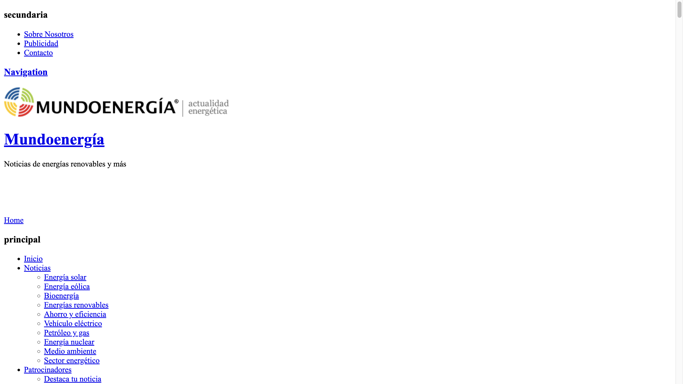 secundaria
Sobre Nosotros
Publicidad
Contacto
Navigation
MUNDOENERGÍA® | actualidad
energética
Mundoenergía
Noticias de energías renovables y más
Home
principal
Inicio
Noticias
Energía solar
Energía eólica
Bioenergía
Energías renovables
Ahorro y eficiencia
Vehículo eléctrico
Petróleo y gas
Energía nuclear
Medio ambiente
Sector energético
Patrocinadores
Destaca tu noticia